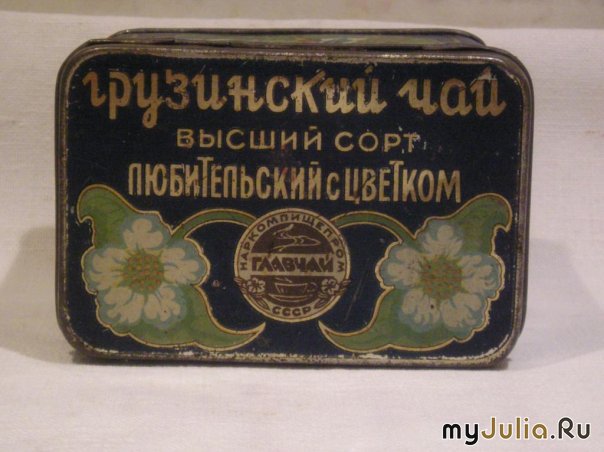 грузинский чай
ВЫСШИЙ СОРТ
ЛЮБИТЕЛЬСКИЙ С ЦВЕТКОМ
НАРКОМПИЩЕПРОМ
ГЛАВЧАЙ
СССР
myJulia.Ru